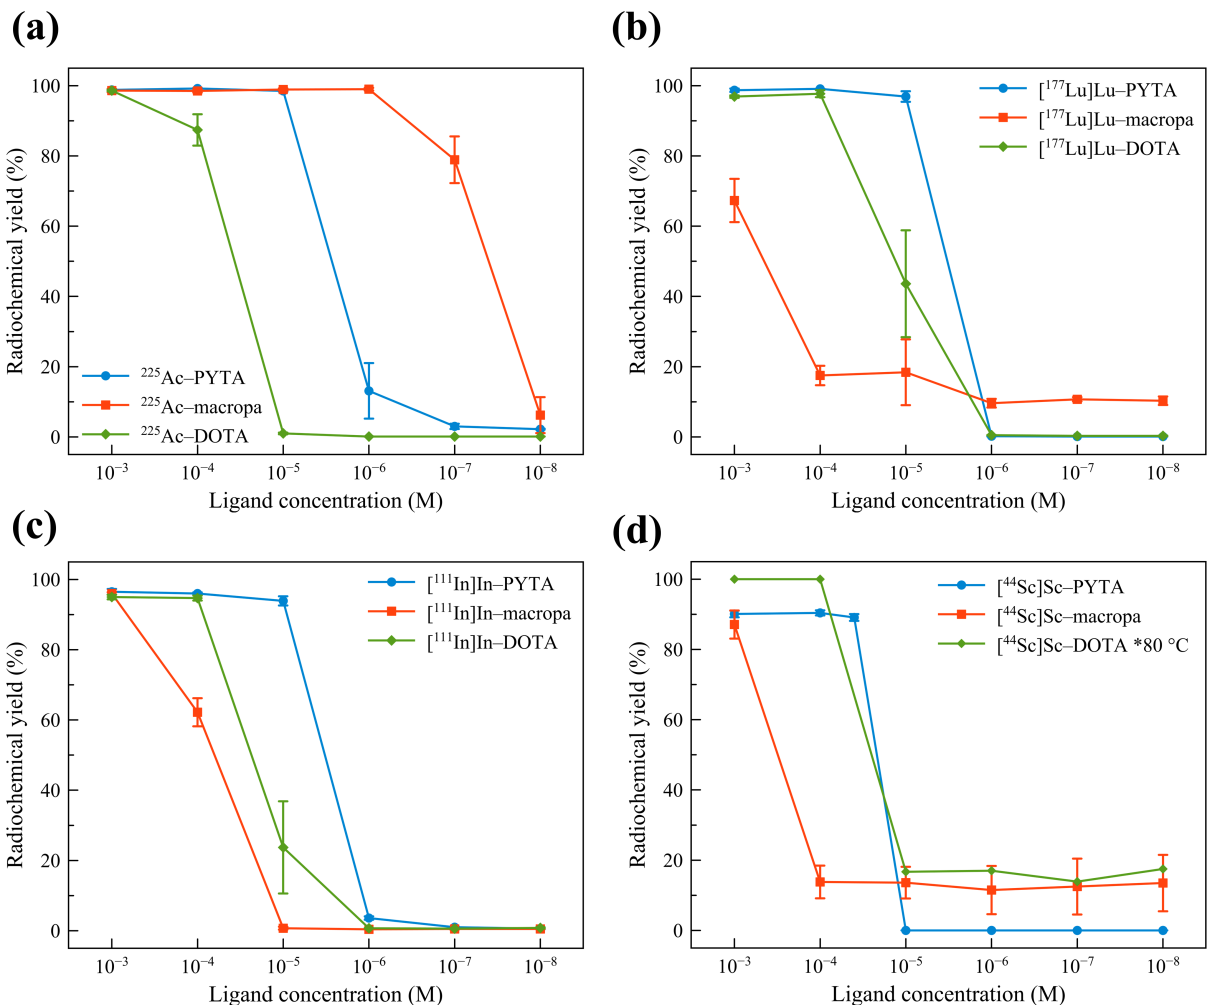 (a)
100
80
60
40
20
0
Radiochemical yield (%)
²²⁵Ac–PYTA
²²⁵Ac–macropa
²²⁵Ac–DOTA
10⁻³ 10⁻⁴ 10⁻⁵ 10⁻⁶ 10⁻⁷ 10⁻⁸
Ligand concentration (M)
(b)
100
80
60
40
20
0
Radiochemical yield (%)
[¹⁷⁷Lu]Lu–PYTA
[¹⁷⁷Lu]Lu–macropa
[¹⁷⁷Lu]Lu–DOTA
10⁻³ 10⁻⁴ 10⁻⁵ 10⁻⁶ 10⁻⁷ 10⁻⁸
Ligand concentration (M)
(c)
100
80
60
40
20
0
Radiochemical yield (%)
[¹¹¹In]In–PYTA
[¹¹¹In]In–macropa
[¹¹¹In]In–DOTA
10⁻³ 10⁻⁴ 10⁻⁵ 10⁻⁶ 10⁻⁷ 10⁻⁸
Ligand concentration (M)
(d)
100
80
60
40
20
0
Radiochemical yield (%)
[⁴⁴Sc]Sc–PYTA
[⁴⁴Sc]Sc–macropa
[⁴⁴Sc]Sc–DOTA *80 °C
10⁻³ 10⁻⁴ 10⁻⁵ 10⁻⁶ 10⁻⁷ 10⁻⁸
Ligand concentration (M)